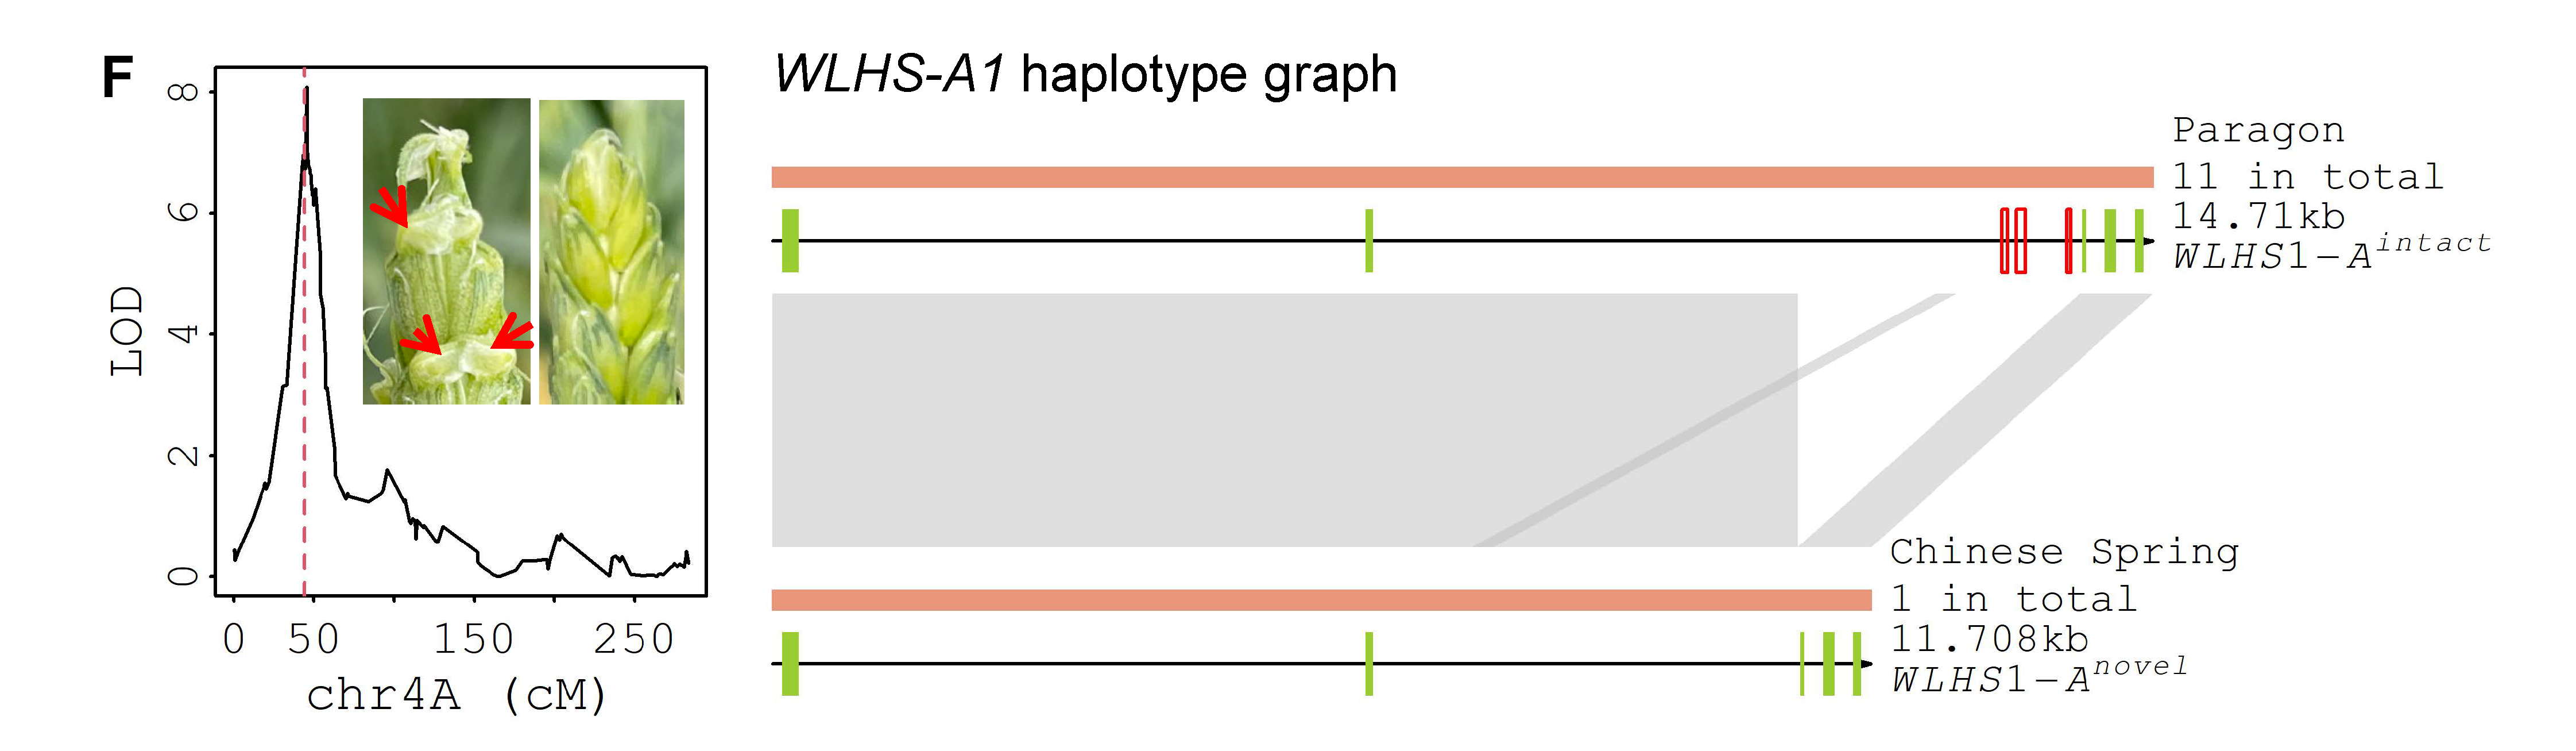 F
WLHS-A1 haplotype graph
8
6
4
2
0
LOD
0 50 150 250
chr4A (cM)
Paragon
11 in total
14.71kb
WLHS1-A^intact
Chinese Spring
1 in total
11.708kb
WLHS1-A^novel